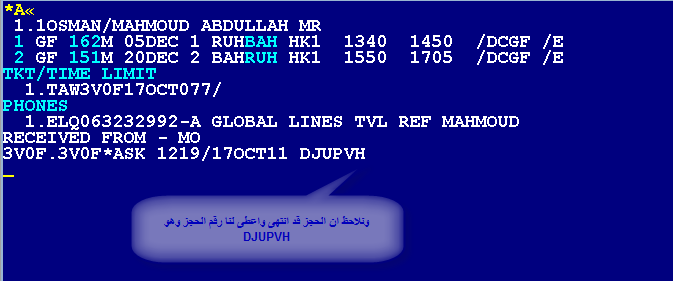 *A«
1.1OSMAN/MAHMOUD ABDULLAH MR
1 GF 162M 05DEC 1 RUHBAH HK1 1340 1450 /DCGF /E
2 GF 151M 20DEC 2 BAHRUH HK1 1550 1705 /DCGF /E
TKT/TIME LIMIT
1.TAW3V0F17OCT077/
PHONES
1.ELQ063232992-A GLOBAL LINES TVL REF MAHMOUD
RECEIVED FROM - MO
3V0F.3V0F*ASK 1219/17OCT11 DJUPVH
ونلاحظ ان الحجز قد انتهى واعطى لنا رقم الحجز وهو
DJUPVH